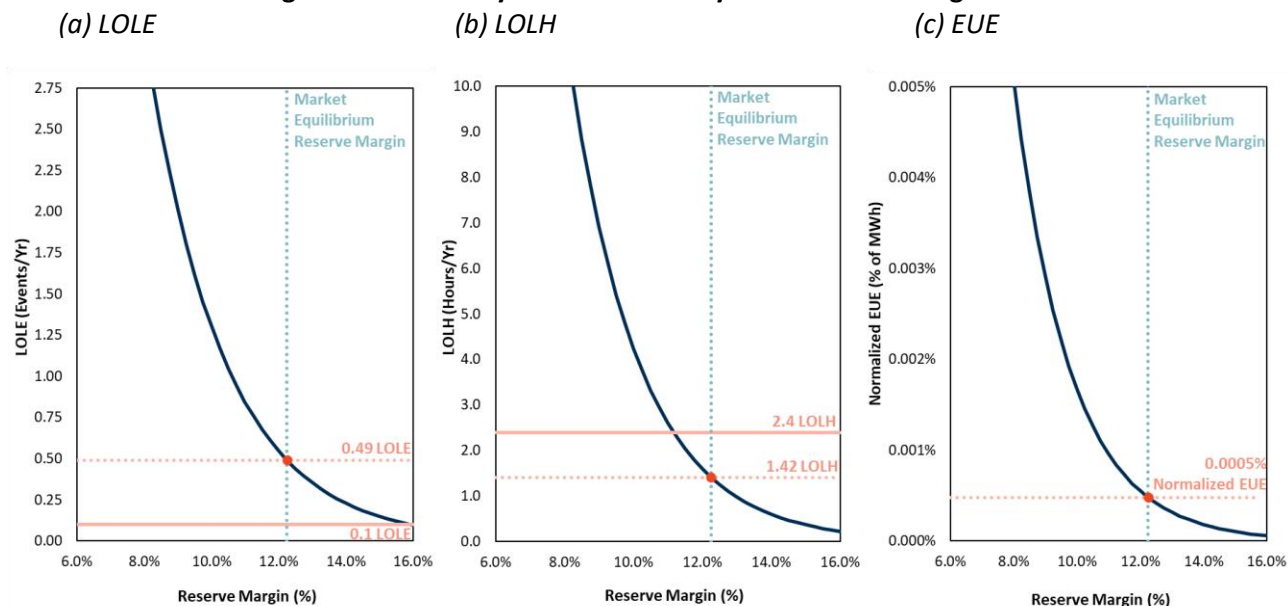 (a) LOLE
(b) LOLH
(c) EUE
LOLE (Events/Yr)
2.75
2.50
2.25
2.00
1.75
1.50
1.25
1.00
0.75
0.50
0.25
0.00
Market
Equilibrium
Reserve Margin
0.49 LOLE
0.1 LOLE
6.0%
8.0%
10.0%
12.0%
14.0%
16.0%
Reserve Margin (%)
LOLH (Hours/Yr)
10.0
9.0
8.0
7.0
6.0
5.0
4.0
3.0
2.0
1.0
0.0
Market
Equilibrium
Reserve Margin
2.4 LOLH
1.42 LOLH
6.0%
8.0%
10.0%
12.0%
14.0%
16.0%
Reserve Margin (%)
Normalized EUE (% of MWh)
0.005%
0.004%
0.003%
0.002%
0.001%
0.000%
Market
Equilibrium
Reserve Margin
0.0005%
Normalized EUE
6.0%
8.0%
10.0%
12.0%
14.0%
16.0%
Reserve Margin (%)